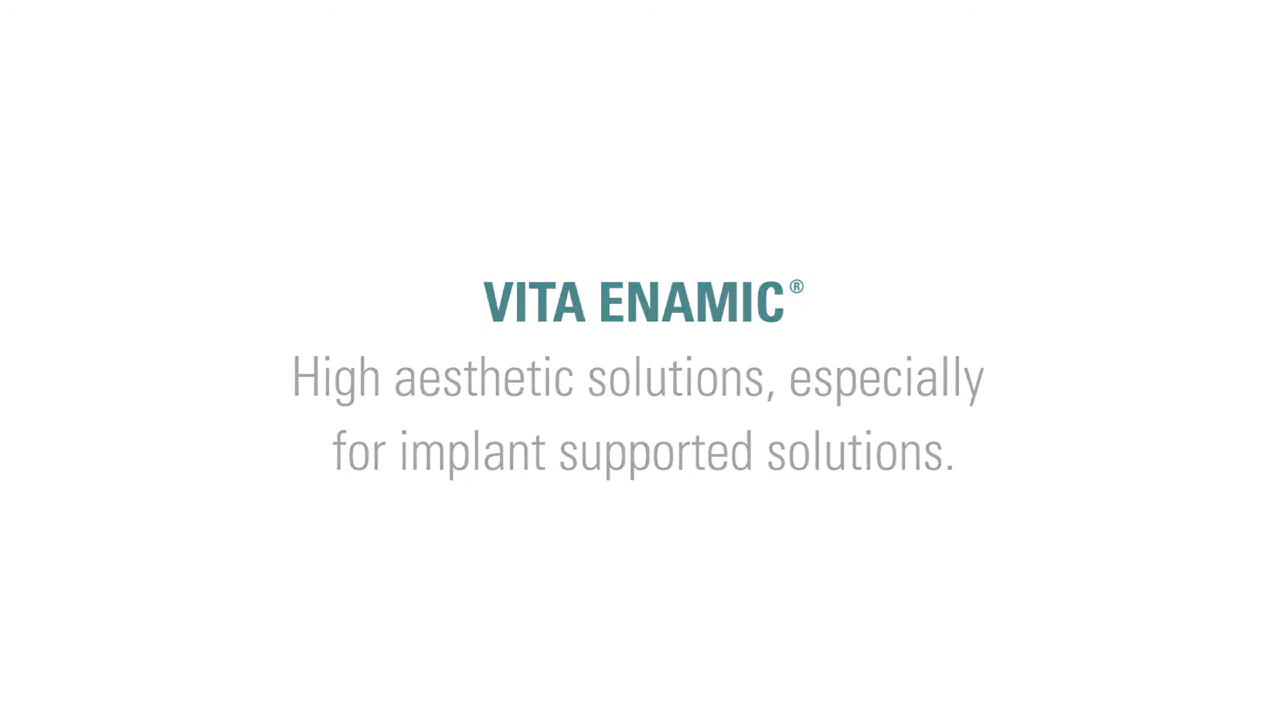 VITA ENAMIC®
High aesthetic solutions, especially
for implant supported solutions.